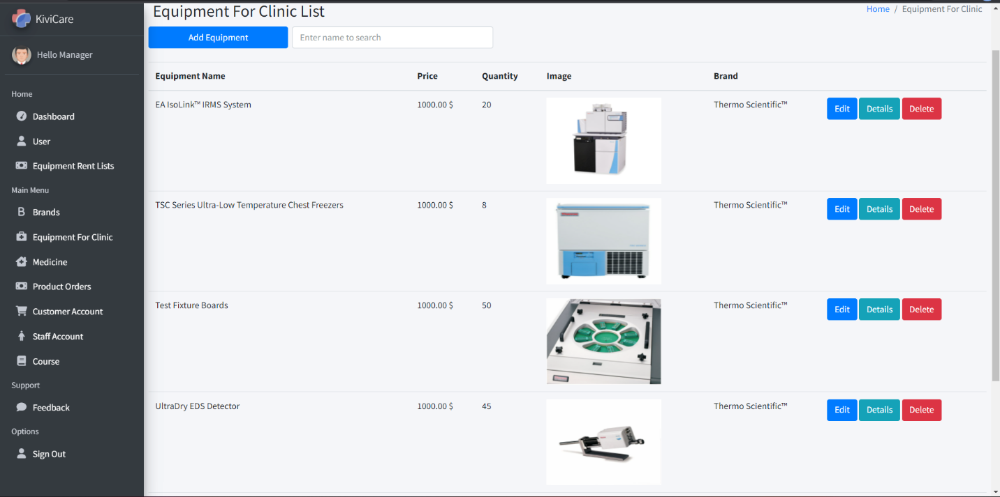 KiviCare
Hello Manager
Home
Dashboard
User
Equipment Rent Lists
Main Menu
Brands
Equipment For Clinic
Medicine
Product Orders
Customer Account
Staff Account
Course
Support
Feedback
Options
Sign Out
Equipment For Clinic List
Home / Equipment For Clinic
Add Equipment Enter name to search
Equipment Name Price Quantity Image Brand
EA IsoLink™ IRMS System 1000.00 $ 20 Thermo Scientific™ Edit Details Delete
TSC Series Ultra-Low Temperature Chest Freezers 1000.00 $ 8 Thermo Scientific™ Edit Details Delete
Test Fixture Boards 1000.00 $ 50 Thermo Scientific™ Edit Details Delete
UltraDry EDS Detector 1000.00 $ 45 Thermo Scientific™ Edit Details Delete